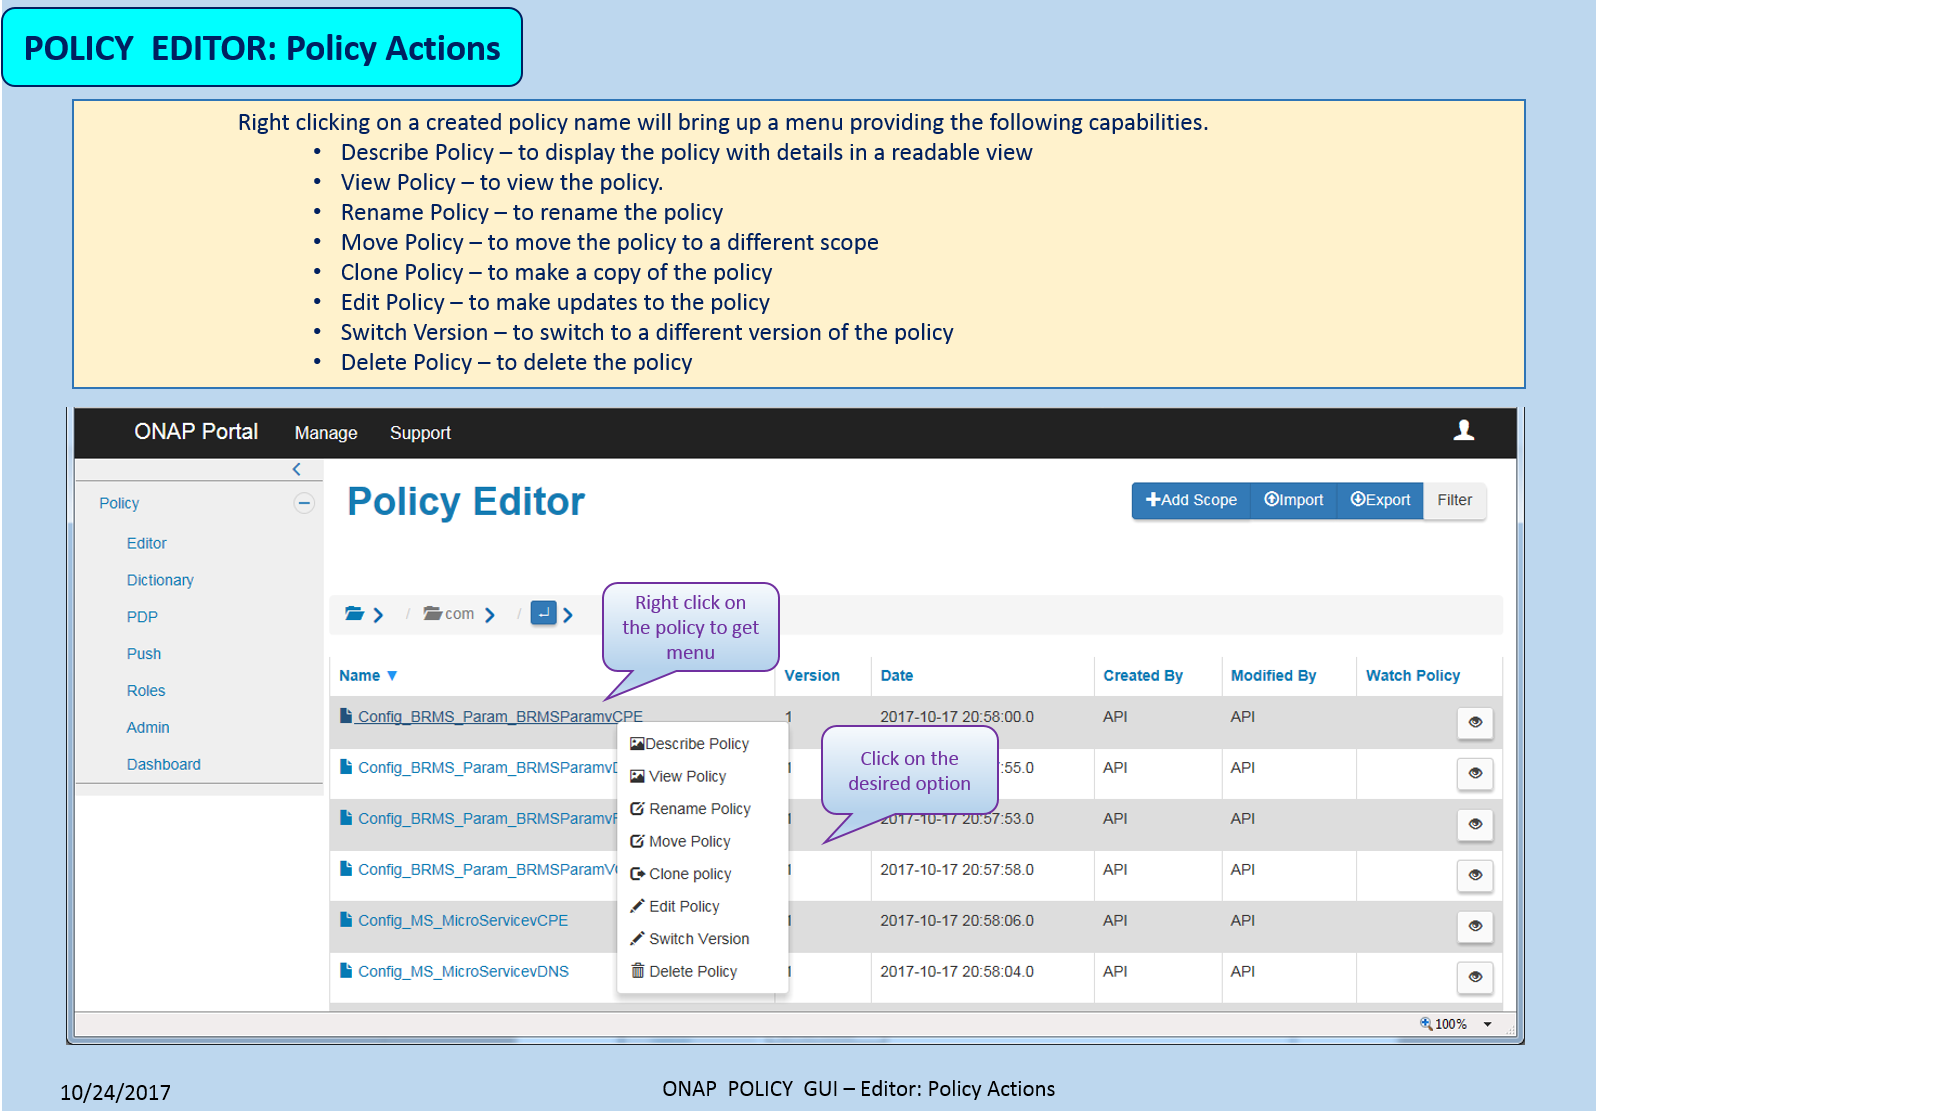 POLICY  EDITOR: Policy Actions
Right clicking on a created policy name will bring up a menu providing the following capabilities.
• Describe Policy – to display the policy with details in a readable view
• View Policy – to view the policy.
• Rename Policy – to rename the policy
• Move Policy – to move the policy to a different scope
• Clone Policy – to make a copy of the policy
• Edit Policy – to make updates to the policy
• Switch Version – to switch to a different version of the policy
• Delete Policy – to delete the policy
ONAP Portal Manage Support
Policy
Editor
Dictionary
PDP
Push
Roles
Admin
Dashboard
Policy Editor
Add Scope Import Export Filter
/ com /
Right click on
the policy to get
menu
Name Version Date Created By Modified By Watch Policy
Config_BRMS_Param_BRMSParamvCPE 1 2017-10-17 20:58:00.0 API API
Config_BRMS_Param_BRMSParamvD 1 :55.0 API API
Config_BRMS_Param_BRMSParamvF 1 2017-10-17 20:57:53.0 API API
Config_BRMS_Param_BRMSParamV 1 2017-10-17 20:57:58.0 API API
Config_MS_MicroServicevCPE 1 2017-10-17 20:58:06.0 API API
Config_MS_MicroServicevDNS 1 2017-10-17 20:58:04.0 API API
Describe Policy
View Policy
Rename Policy
Move Policy
Clone policy
Edit Policy
Switch Version
Delete Policy
Click on the
desired option
100%
10/24/2017
ONAP  POLICY  GUI – Editor: Policy Actions